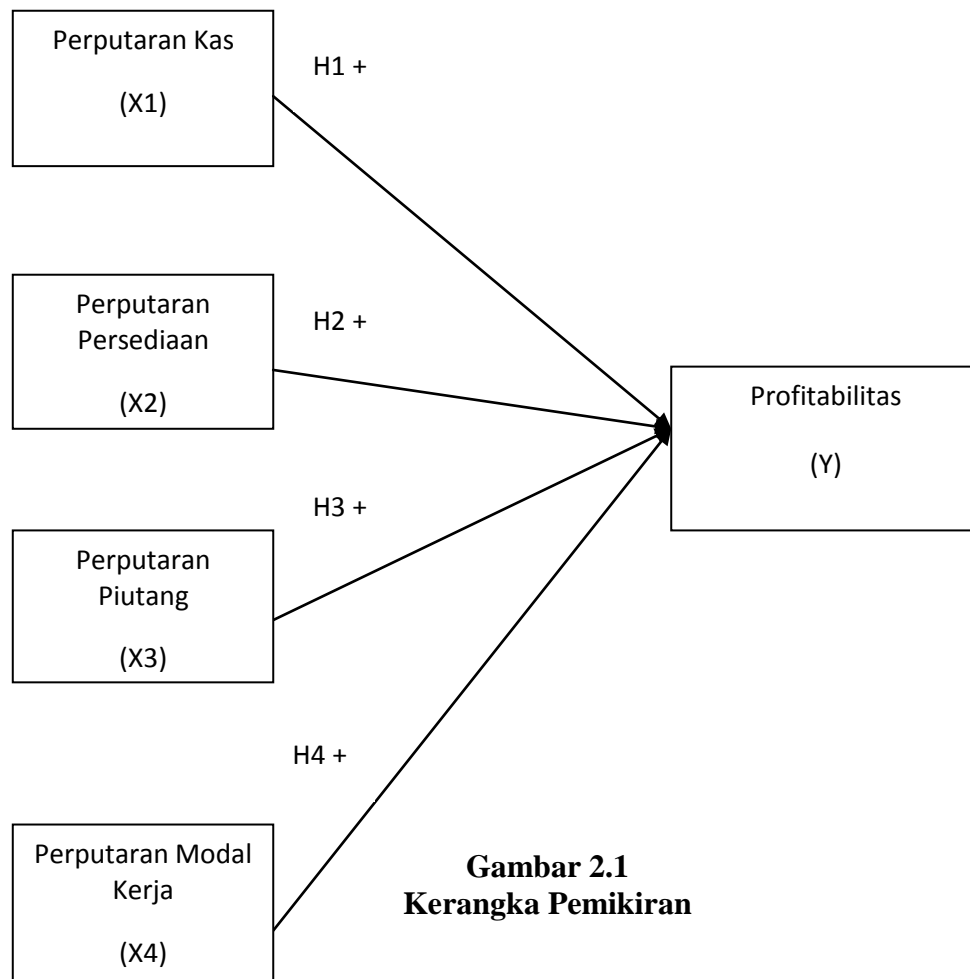 Perputaran Kas
(X1)
H1 +
Perputaran
Persediaan
(X2)
H2 +
Profitabilitas
(Y)
Perputaran
Piutang
(X3)
H3 +
H4 +
Perputaran Modal
Kerja
(X4)
Gambar 2.1
Kerangka Pemikiran